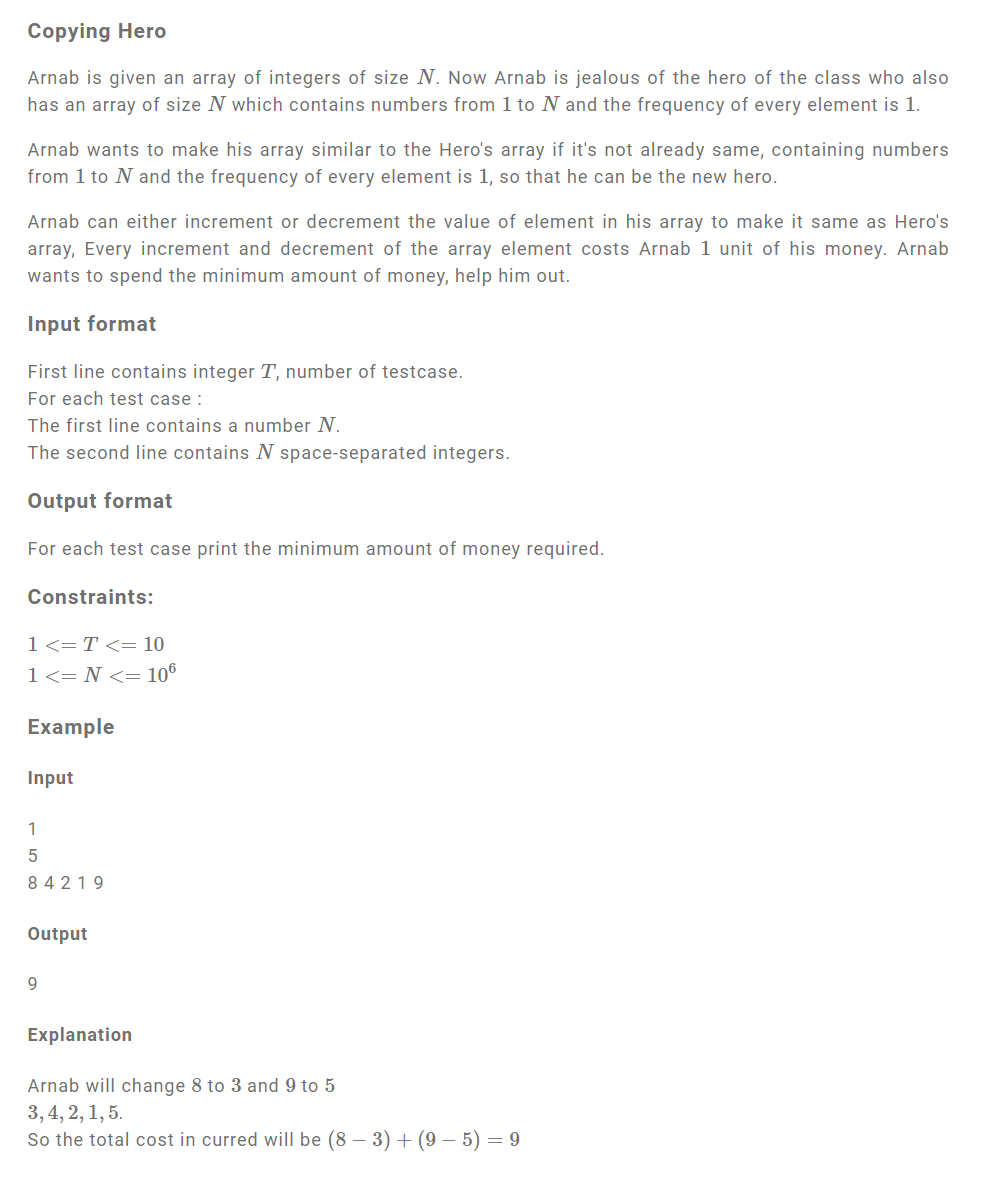 Copying Hero
Arnab is given an array of integers of size N. Now Arnab is jealous of the hero of the class who also
has an array of size N which contains numbers from 1 to N and the frequency of every element is 1.
Arnab wants to make his array similar to the Hero's array if it's not already same, containing numbers
from 1 to N and the frequency of every element is 1, so that he can be the new hero.
Arnab can either increment or decrement the value of element in his array to make it same as Hero's
array, Every increment and decrement of the array element costs Arnab 1 unit of his money. Arnab
wants to spend the minimum amount of money, help him out.
Input format
First line contains integer T, number of testcase.
For each test case :
The first line contains a number N.
The second line contains N space-separated integers.
Output format
For each test case print the minimum amount of money required.
Constraints:
1 <= T <= 10
1 <= N <= 10⁶
Example
Input
1
5
8 4 2 1 9
Output
9
Explanation
Arnab will change 8 to 3 and 9 to 5
3, 4, 2, 1, 5.
So the total cost in curred will be (8 − 3) + (9 − 5) = 9